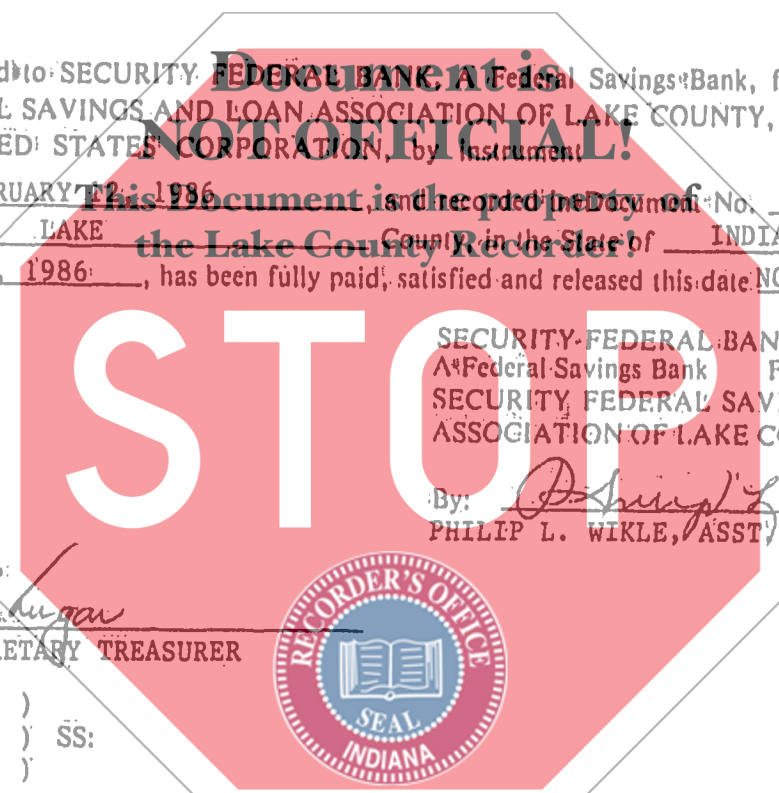 d to SECURITY FEDERAL BANK, A Federal Savings Bank, f
L SAVINGS AND LOAN ASSOCIATION OF LAKE COUNTY,
ED STATES CORPORATION, by instrument
RUARY 12, 1986, and recorded in Document No.
LAKE County, in the State of INDIA
1986, has been fully paid, satisfied and released this date NO
Document is
NOT OFFICIAL!
This Document is the property of
the Lake County Recorder!
STOP
SECURITY FEDERAL BAN
A Federal Savings Bank F
SECURITY FEDERAL SAV
ASSOCIATION OF LAKE CO
By:
PHILIP L. WIKLE, ASST
ETARY TREASURER
) 
) SS:
)
RECORDER'S OFFICE
SEAL
INDIANA